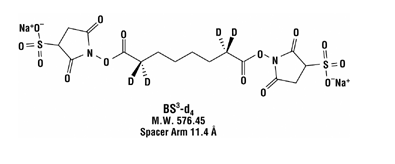 Na⁺O⁻
O=S
O
O
N
O
O
O
D
D
D
D
O
O
N
O
O
O
S=O
O⁻Na⁺
BS³-d₄
M.W. 576.45
Spacer Arm 11.4 Å